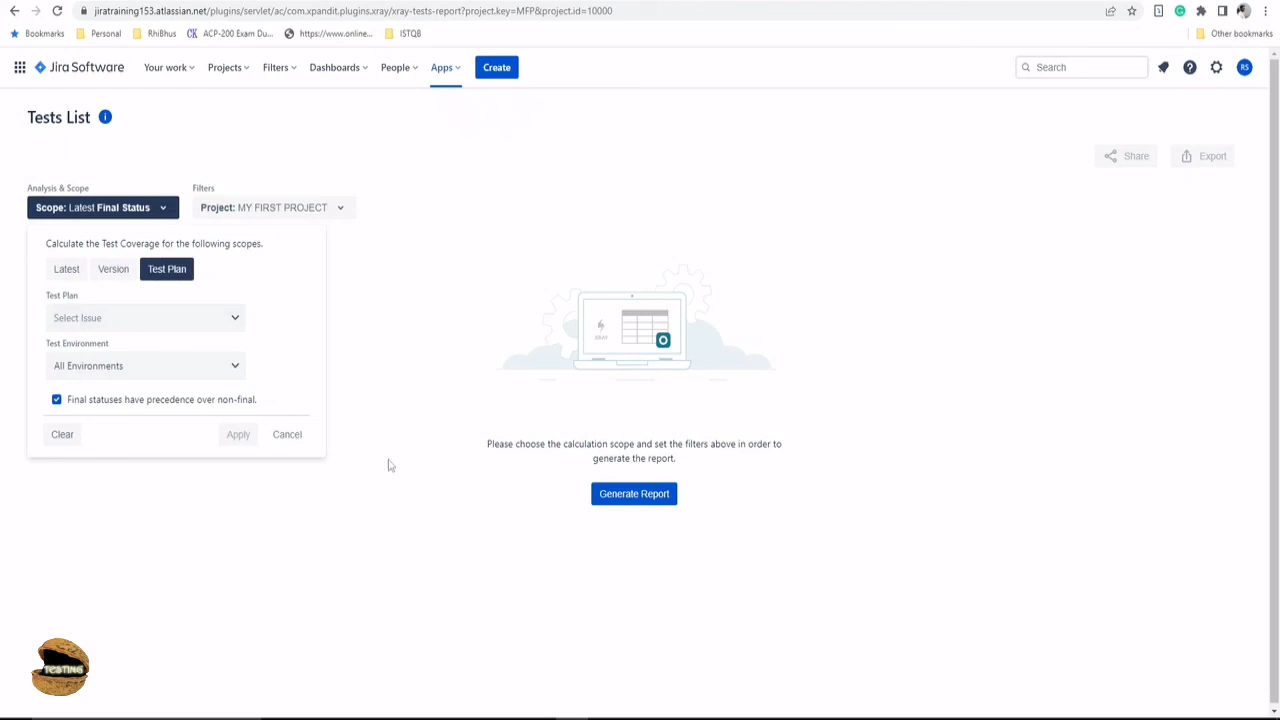 jiratraining153.atlassian.net/plugins/servlet/ac/com.xpandit.plugins.xray/xray-tests-report?project.key=MFP&project.id=10000
Bookmarks Personal RhiBhus ACP-200 Exam Du... https://www.online... ISTQB Other bookmarks
Jira Software Your work Projects Filters Dashboards People Apps Create Search RS
Tests List
Share Export
Analysis & Scope Filters
Scope: Latest Final Status Project: MY FIRST PROJECT
Calculate the Test Coverage for the following scopes.
Latest Version Test Plan
Test Plan
Select Issue
XRAY
Test Environment
All Environments
Final statuses have precedence over non-final.
Clear Apply Cancel
Please choose the calculation scope and set the filters above in order to
generate the report.
Generate Report
TESTING